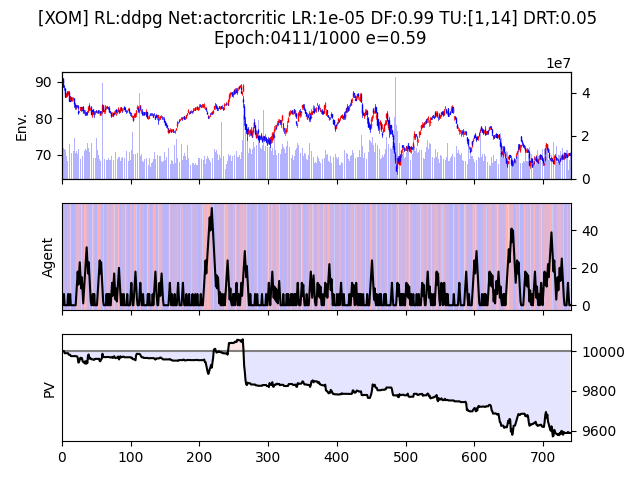 [XOM] RL:ddpg Net:actorcritic LR:1e-05 DF:0.99 TU:[1,14] DRT:0.05
Epoch:0411/1000 e=0.59
1e7
90
80
70
Env.
4
2
0
Agent
40
20
0
PV
10000
9800
9600
0 100 200 300 400 500 600 700